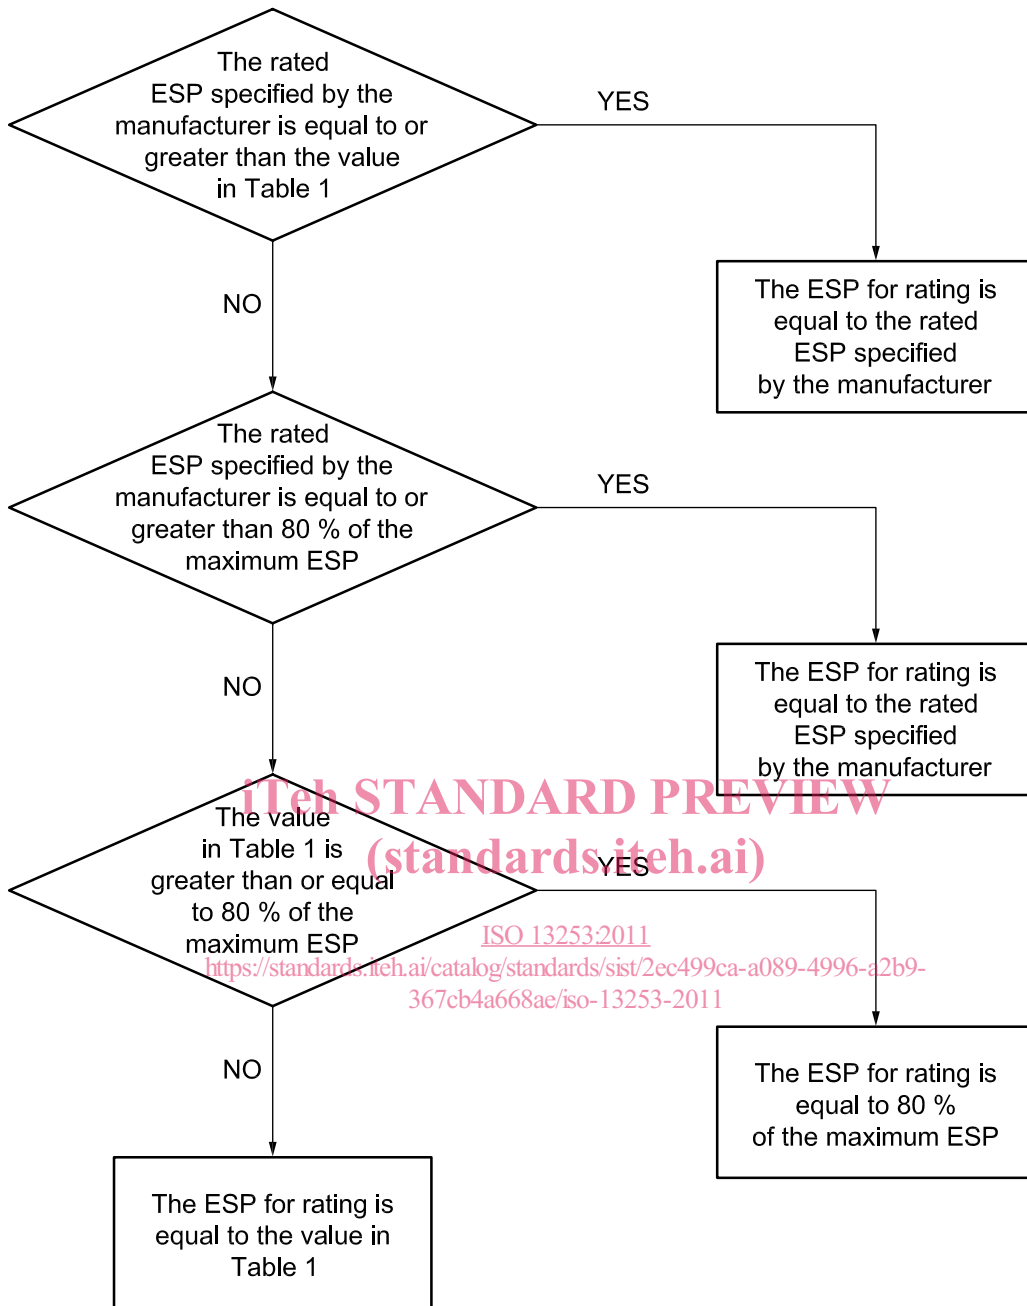 The rated
ESP specified by the
manufacturer is equal to or
greater than the value
in Table 1
YES
The ESP for rating is
equal to the rated
ESP specified
by the manufacturer
NO
The rated
ESP specified by the
manufacturer is equal to or
greater than 80 % of the
maximum ESP
YES
The ESP for rating is
equal to the rated
ESP specified
by the manufacturer
NO
iTeh STANDARD PREVIEW
(standards.iteh.ai)
The value
in Table 1 is
greater than or equal
to 80 % of the
maximum ESP
YES
ISO 13253:2011
https://standards.iteh.ai/catalog/standards/sist/2ec499ca-a089-4996-a2b9-
367cb4a668ae/iso-13253-2011
The ESP for rating is
equal to 80 %
of the maximum ESP
NO
The ESP for rating is
equal to the value in
Table 1